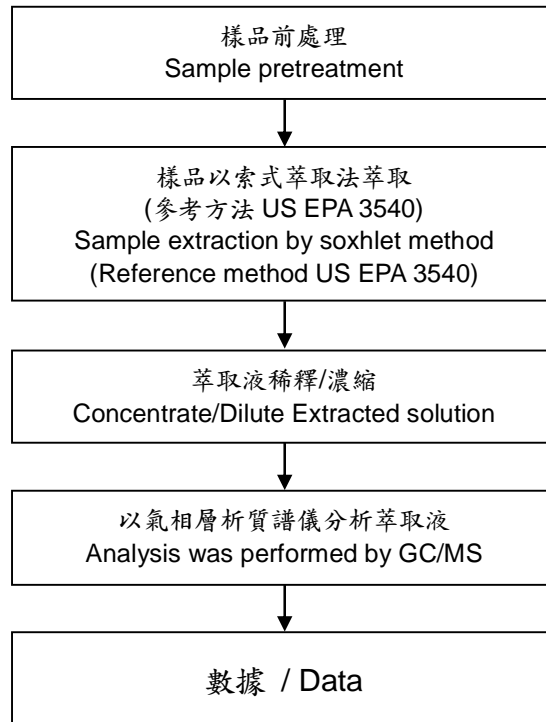 樣品前處理
Sample pretreatment
樣品以索式萃取法萃取
(參考方法 US EPA 3540)
Sample extraction by soxhlet method
(Reference method US EPA 3540)
萃取液稀釋/濃縮
Concentrate/Dilute Extracted solution
以氣相層析質譜儀分析萃取液
Analysis was performed by GC/MS
數據 / Data